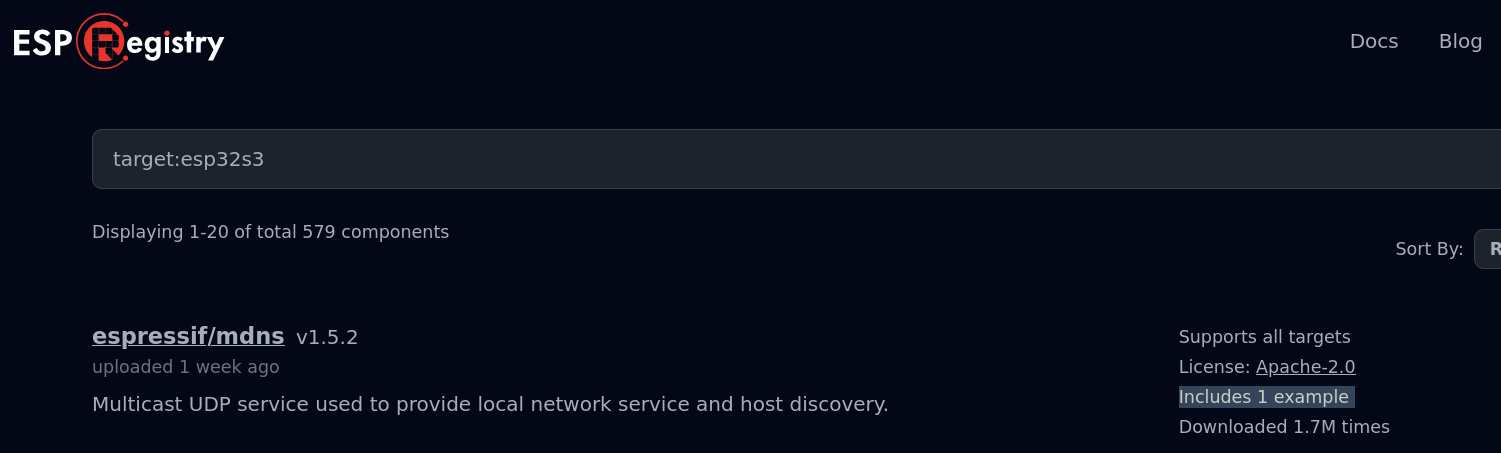 ESP Registry
Docs Blog
target:esp32s3
Displaying 1-20 of total 579 components
Sort By: R
espressif/mdns v1.5.2
uploaded 1 week ago
Multicast UDP service used to provide local network service and host discovery.
Supports all targets
License: Apache-2.0
Includes 1 example
Downloaded 1.7M times